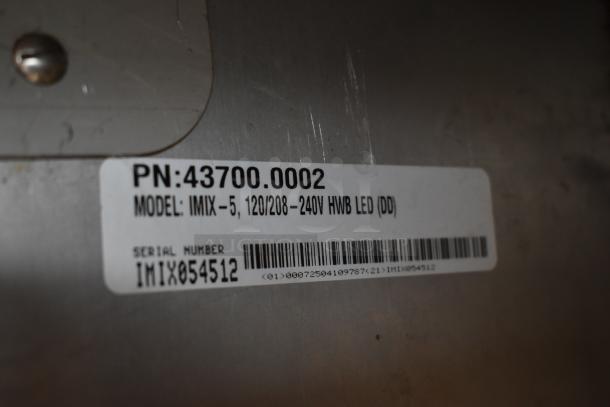 PN:43700.0002
MODEL: IMIX-5, 120/208-240V HWB LED (DD)
SERIAL NUMBER
IMIX054512
(01)00072504109787(21)IMIX054512